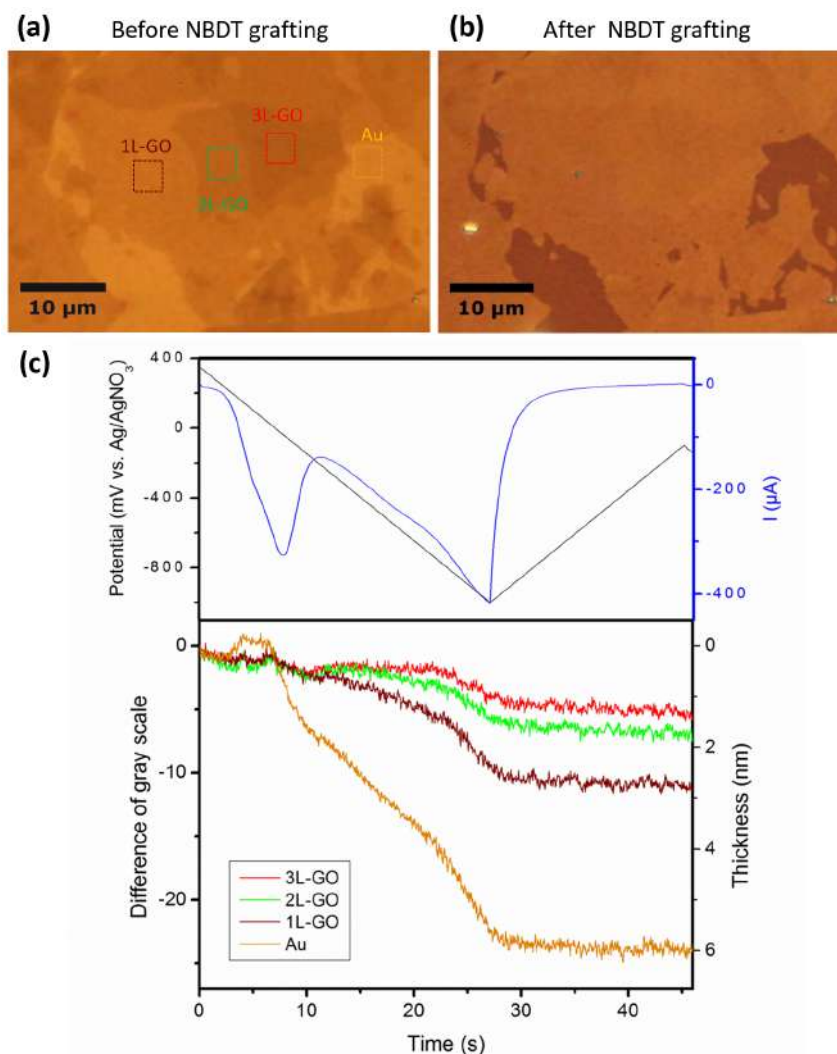 (a) Before NBDT grafting
(b) After NBDT grafting
3L-GO
Au
1L-GO
10 µm
10 µm
(c)
400
0
-400
-800
Potential (mV vs. Ag/AgNO3)
0
-200
-400
I (µA)
0
-10
-20
Difference of gray scale
0
2
4
6
Thickness (nm)
3L-GO
2L-GO
1L-GO
Au
0
10
20
30
40
Time (s)